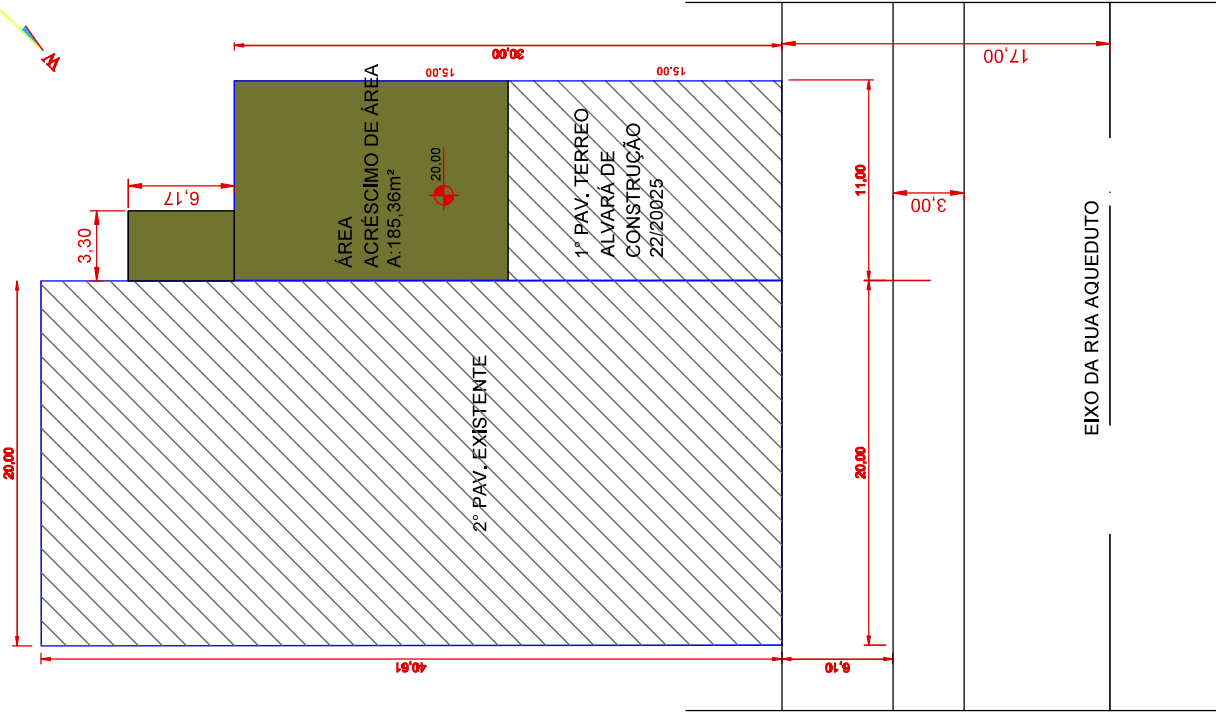 W
30,00
17,00
15.00
15.00
ÁREA
ACRÉSCIMO DE ÁREA
A:185,36m²
20,00
1º PAV. TERREO
ALVARÁ DE
CONSTRUÇÃO
22/20025
11,00
6,17
3,30
3,00
20,00
2º PAV. EXISTENTE
20,00
EIXO DA RUA AQUEDUTO
40,61
6,10